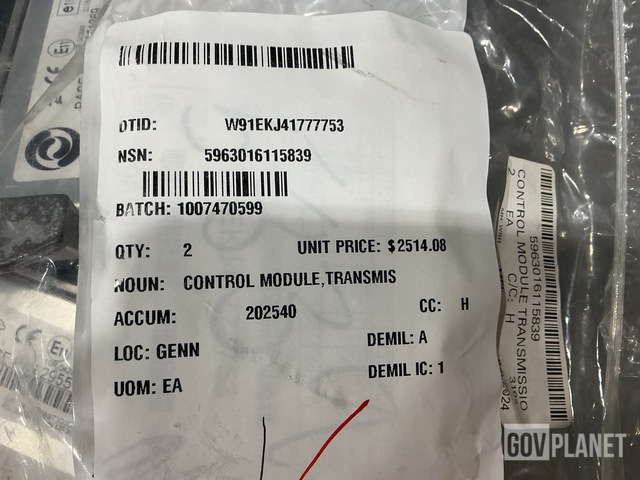 DTID: W91EKJ41777753
NSN: 5963016115839
BATCH: 1007470599
QTY: 2 UNIT PRICE: $2514.08
NOUN: CONTROL MODULE,TRANSMIS
ACCUM: 202540 CC: H
LOC: GENN DEMIL: A
UOM: EA DEMIL IC: 1
5963016115839
CONTROL MODULE TRANSMISSIO
2 EA C/C: H
GOVPLANET